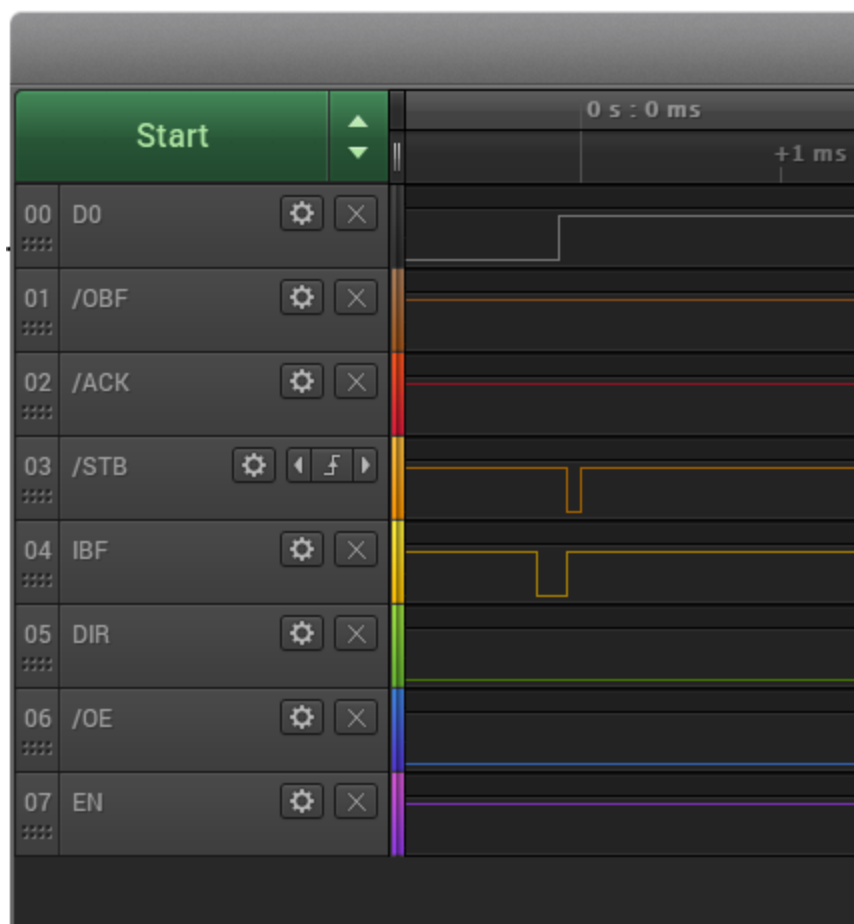 Start
0 s : 0 ms
+1 ms
00 D0
01 /OBF
02 /ACK
03 /STB
04 IBF
05 DIR
06 /OE
07 EN